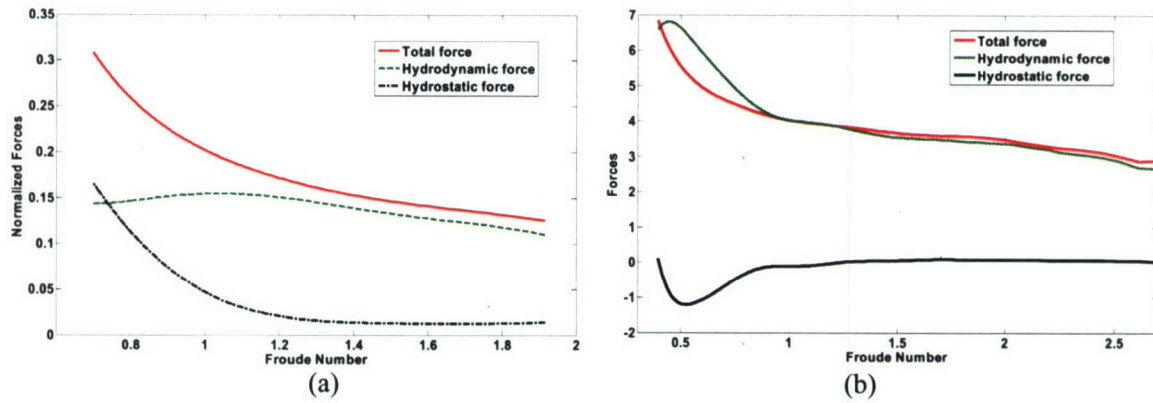 0.35
0.3
0.25
0.2
0.15
0.1
0.05
0
Normalized Forces
Total force
Hydrodynamic force
Hydrostatic force
0.8
1
1.2
1.4
1.6
1.8
2
Froude Number
(a)
7
6
5
4
3
2
1
0
-1
-2
Forces
Total force
Hydrodynamic force
Hydrostatic force
0.5
1
1.5
2
2.5
Froude Number
(b)